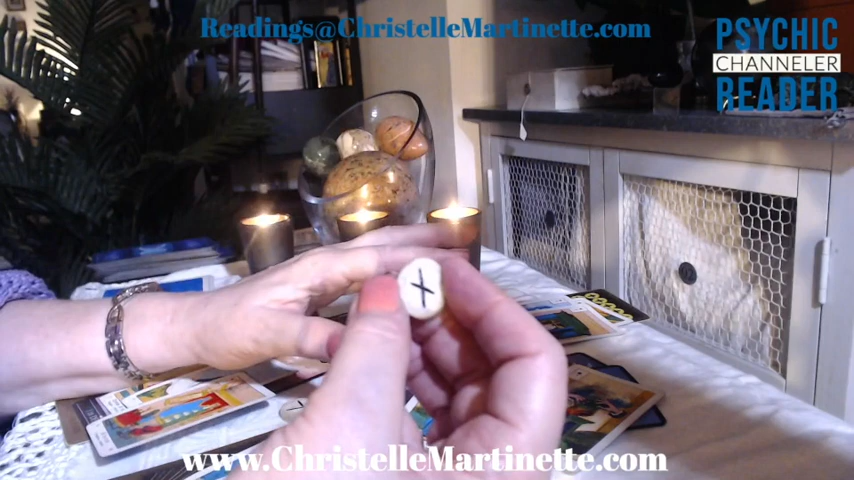 Readings@ChristelleMartinette.com
PSYCHIC
CHANNELER
READER
www.ChristelleMartinette.com